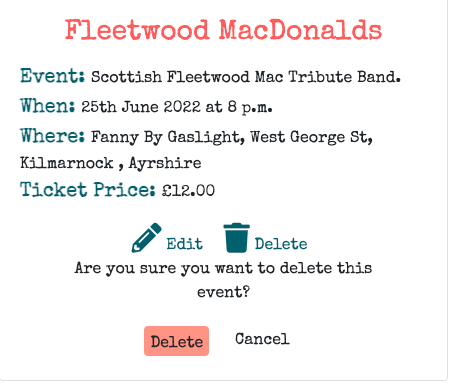 Fleetwood MacDonalds
Event: Scottish Fleetwood Mac Tribute Band.
When: 25th June 2022 at 8 p.m.
Where: Fanny By Gaslight, West George St,
Kilmarnock , Ayrshire
Ticket Price: £12.00
Edit Delete
Are you sure you want to delete this
event?
Delete Cancel